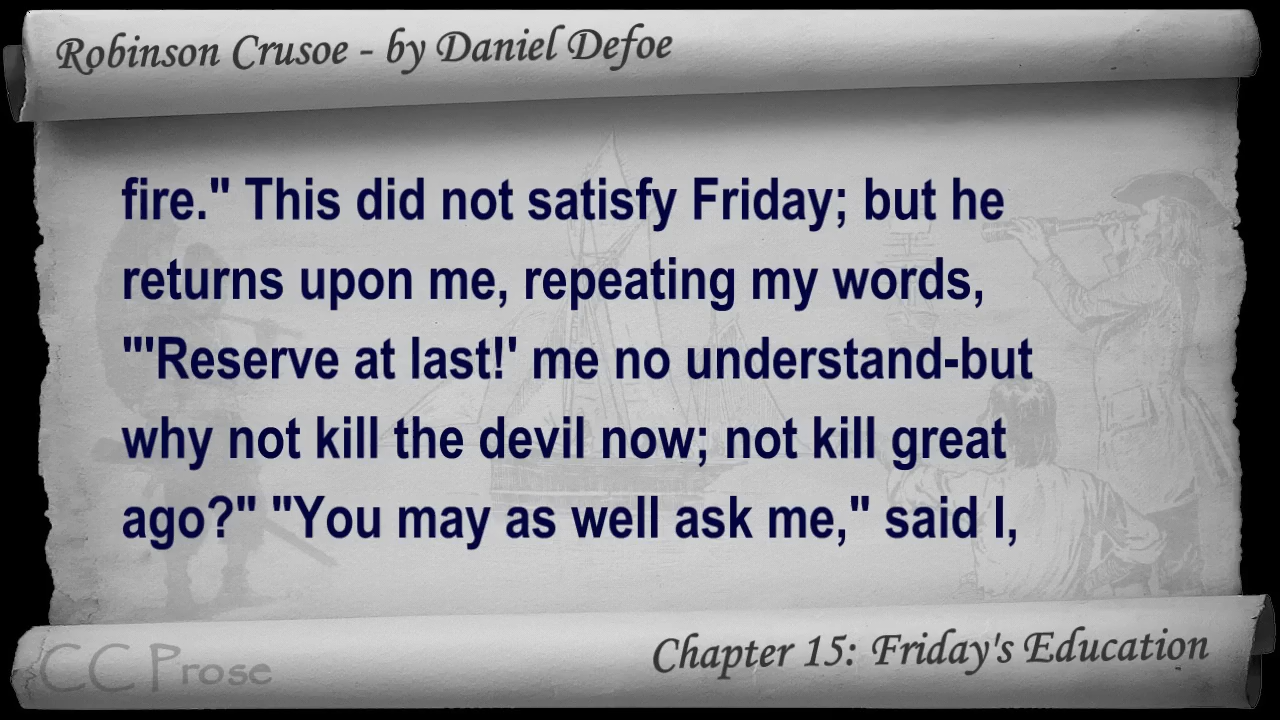 Robinson Crusoe - by Daniel Defoe
fire." This did not satisfy Friday; but he
returns upon me, repeating my words,
"'Reserve at last!' me no understand-but
why not kill the devil now; not kill great
ago?" "You may as well ask me," said I,
Chapter 15: Friday's Education
CC Prose